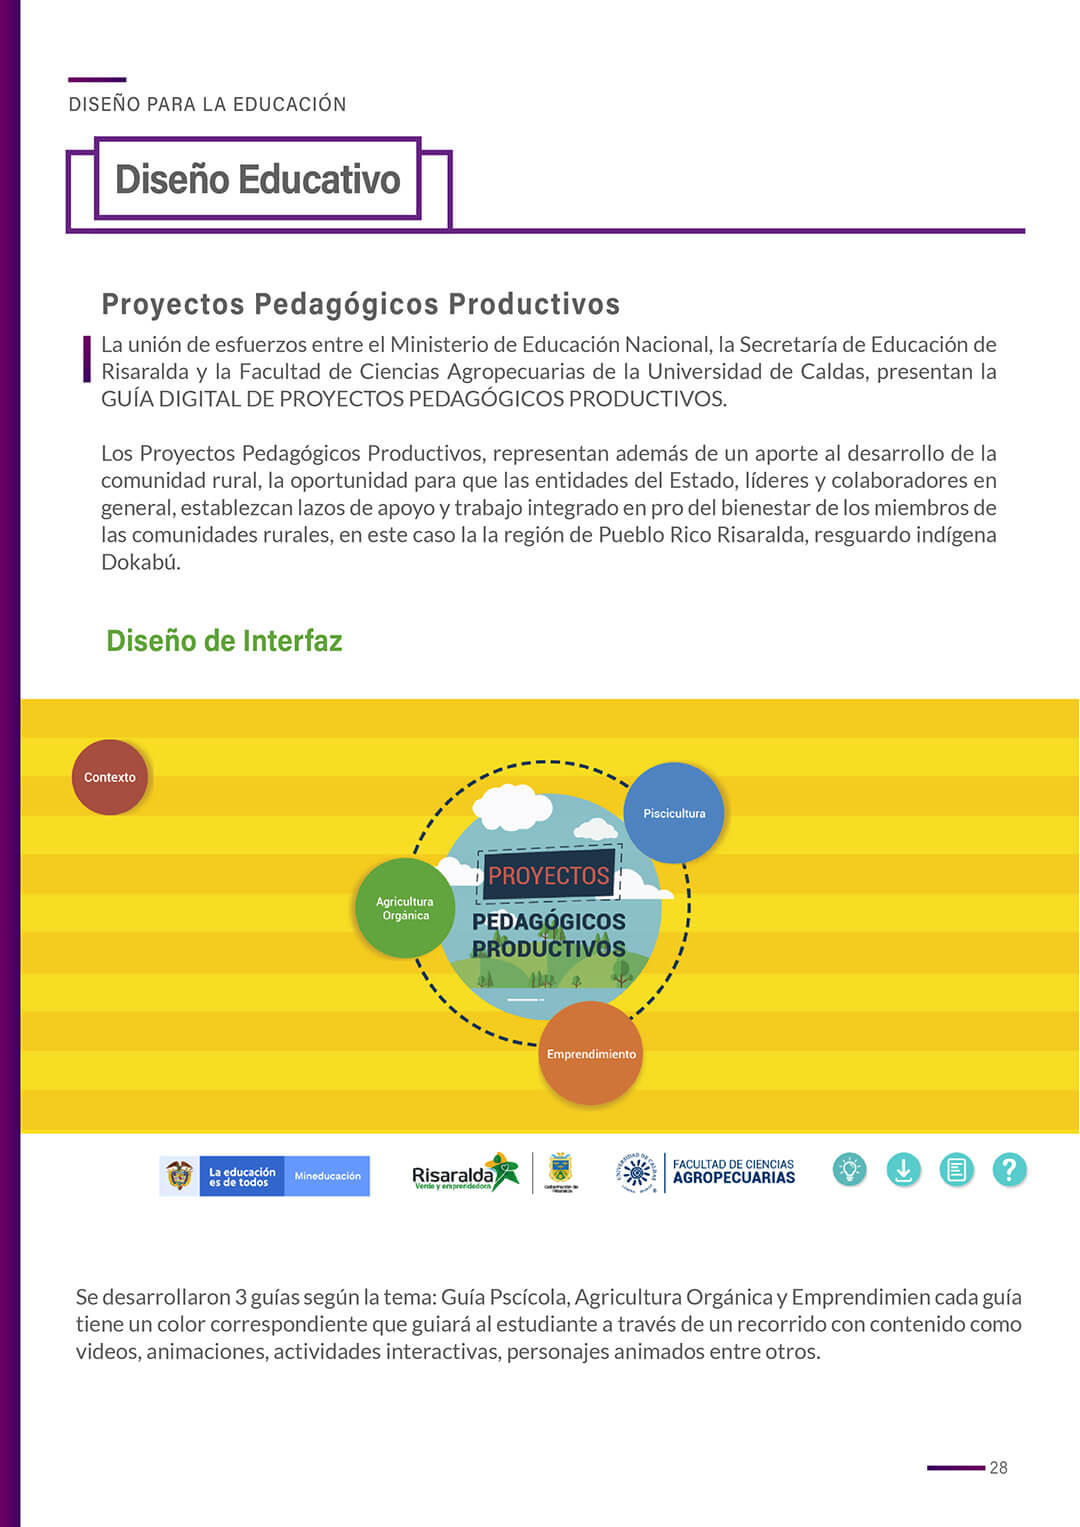 DISEÑO PARA LA EDUCACIÓN
Diseño Educativo
Proyectos Pedagógicos Productivos
La unión de esfuerzos entre el Ministerio de Educación Nacional, la Secretaría de Educación de
Risaralda y la Facultad de Ciencias Agropecuarias de la Universidad de Caldas, presentan la
GUÍA DIGITAL DE PROYECTOS PEDAGÓGICOS PRODUCTIVOS.
Los Proyectos Pedagógicos Productivos, representan además de un aporte al desarrollo de la
comunidad rural, la oportunidad para que las entidades del Estado, líderes y colaboradores en
general, establezcan lazos de apoyo y trabajo integrado en pro del bienestar de los miembros de
las comunidades rurales, en este caso la la región de Pueblo Rico Risaralda, resguardo indígena
Dokabú.
Diseño de Interfaz
Contexto
Piscicultura
PROYECTOS
Agricultura
Orgánica
PEDAGÓGICOS
PRODUCTIVOS
Emprendimiento
La educación
es de todos
Mineducación
Risaralda
Verde y emprendedora
Gobernación de
Risaralda
UNIVERSIDAD DE CALDAS
FACULTAD DE CIENCIAS
AGROPECUARIAS
?
Se desarrollaron 3 guías según la tema: Guía Pscícola, Agricultura Orgánica y Emprendimien cada guía
tiene un color correspondiente que guiará al estudiante a través de un recorrido con contenido como
videos, animaciones, actividades interactivas, personajes animados entre otros.
28